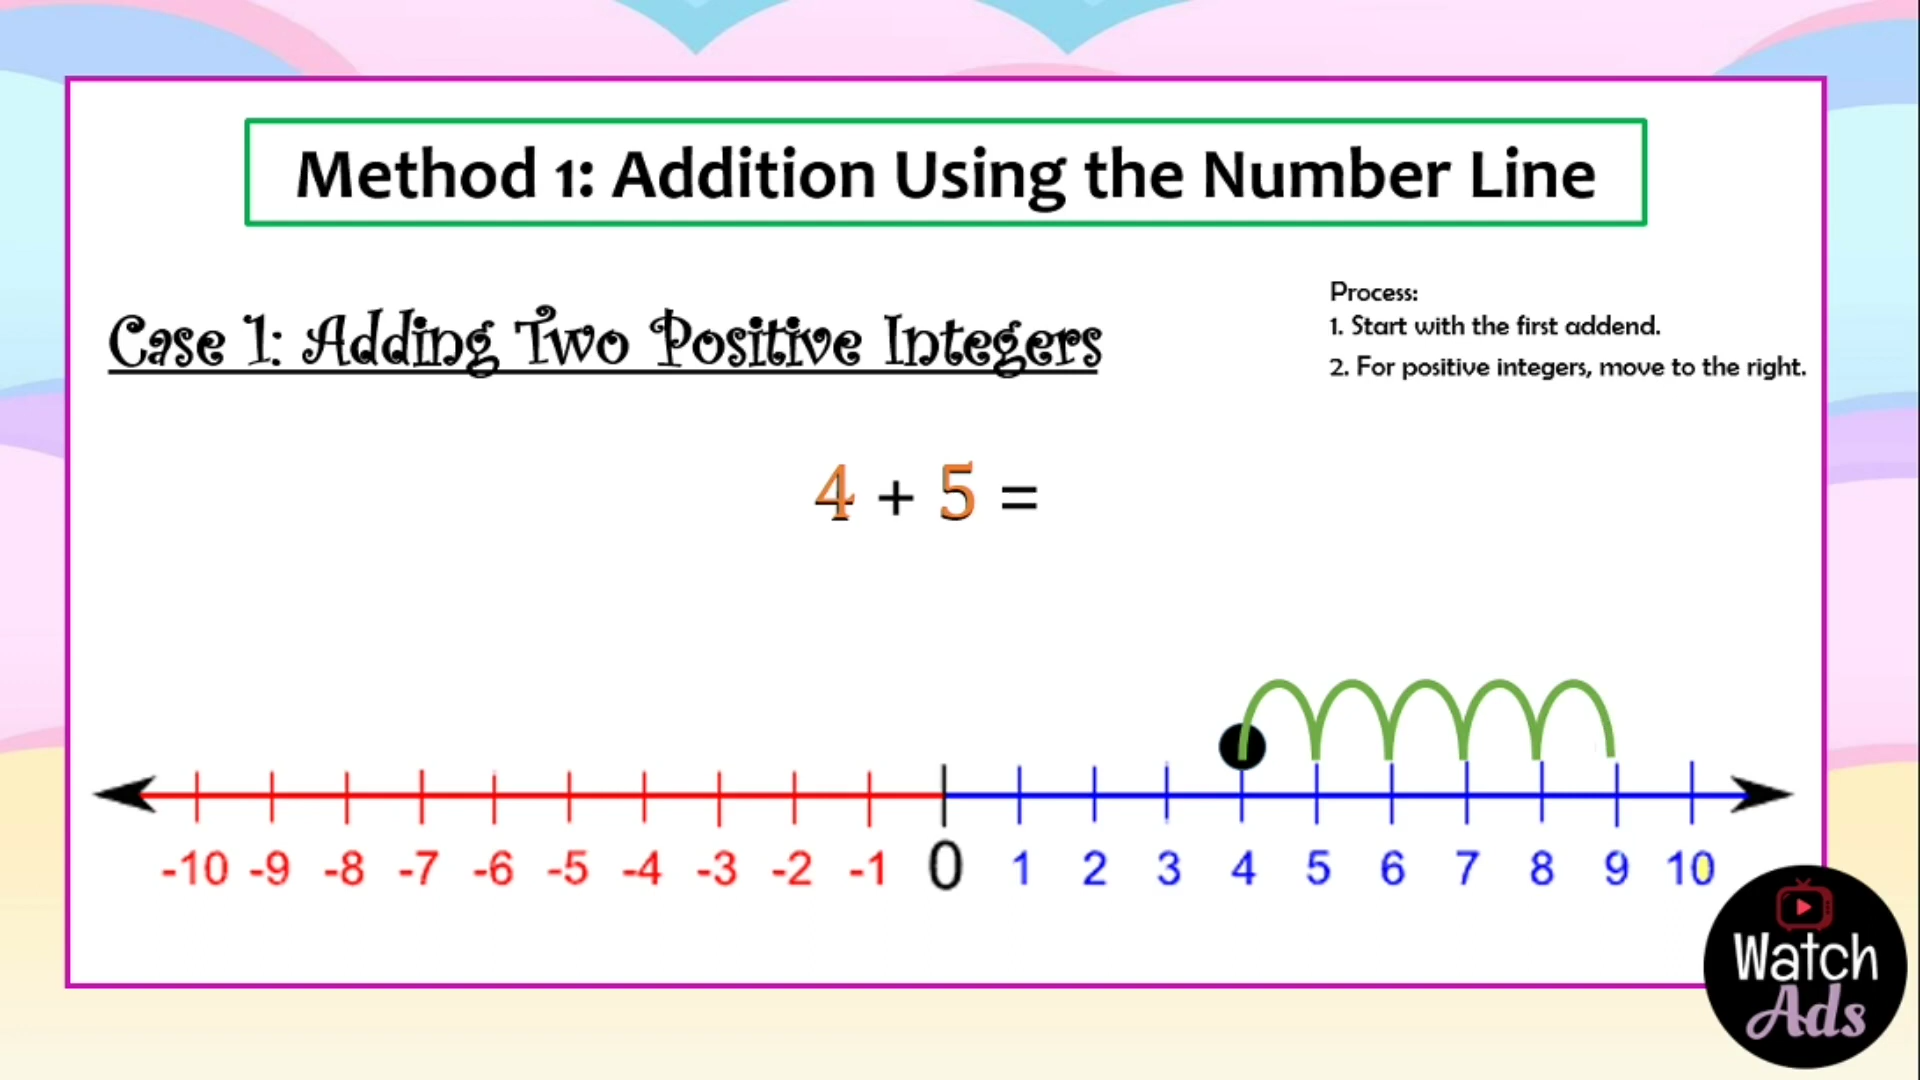 Method 1: Addition Using the Number Line
Case 1: Adding Two Positive Integers
Process:
1. Start with the first addend.
2. For positive integers, move to the right.
4 + 5 =
-10 -9 -8 -7 -6 -5 -4 -3 -2 -1 0 1 2 3 4 5 6 7 8 9 10
Watch
Ads